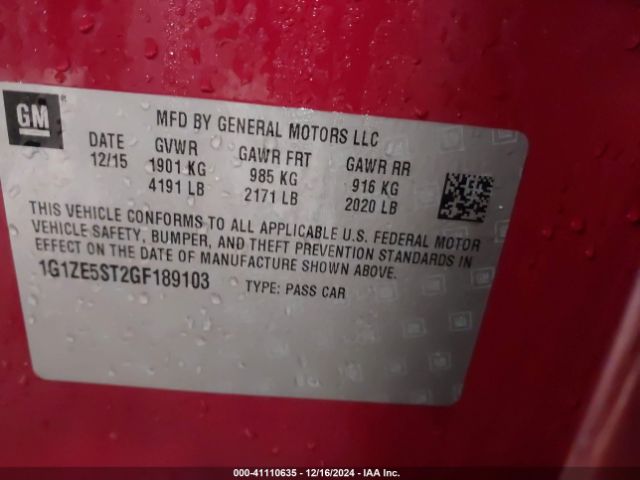 GM
MFD BY GENERAL MOTORS LLC
DATE GVWR GAWR FRT GAWR RR
12/15 1901 KG 985 KG 916 KG
4191 LB 2171 LB 2020 LB
THIS VEHICLE CONFORMS TO ALL APPLICABLE U.S. FEDERAL MOTOR
VEHICLE SAFETY, BUMPER, AND THEFT PREVENTION STANDARDS IN
EFFECT ON THE DATE OF MANUFACTURE SHOWN ABOVE.
1G1ZE5ST2GF189103 TYPE: PASS CAR
000-41110635 - 12/16/2024 - IAA Inc.